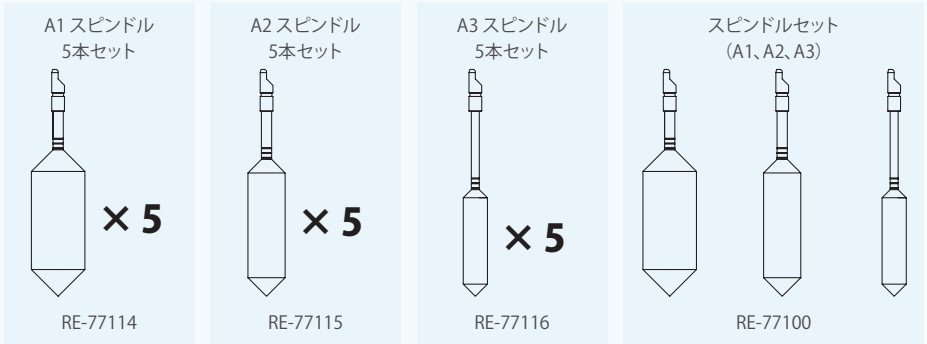 A1 スピンドル
5本セット
× 5
RE-77114
A2 スピンドル
5本セット
× 5
RE-77115
A3 スピンドル
5本セット
× 5
RE-77116
スピンドルセット
（A1、A2、A3）
RE-77100